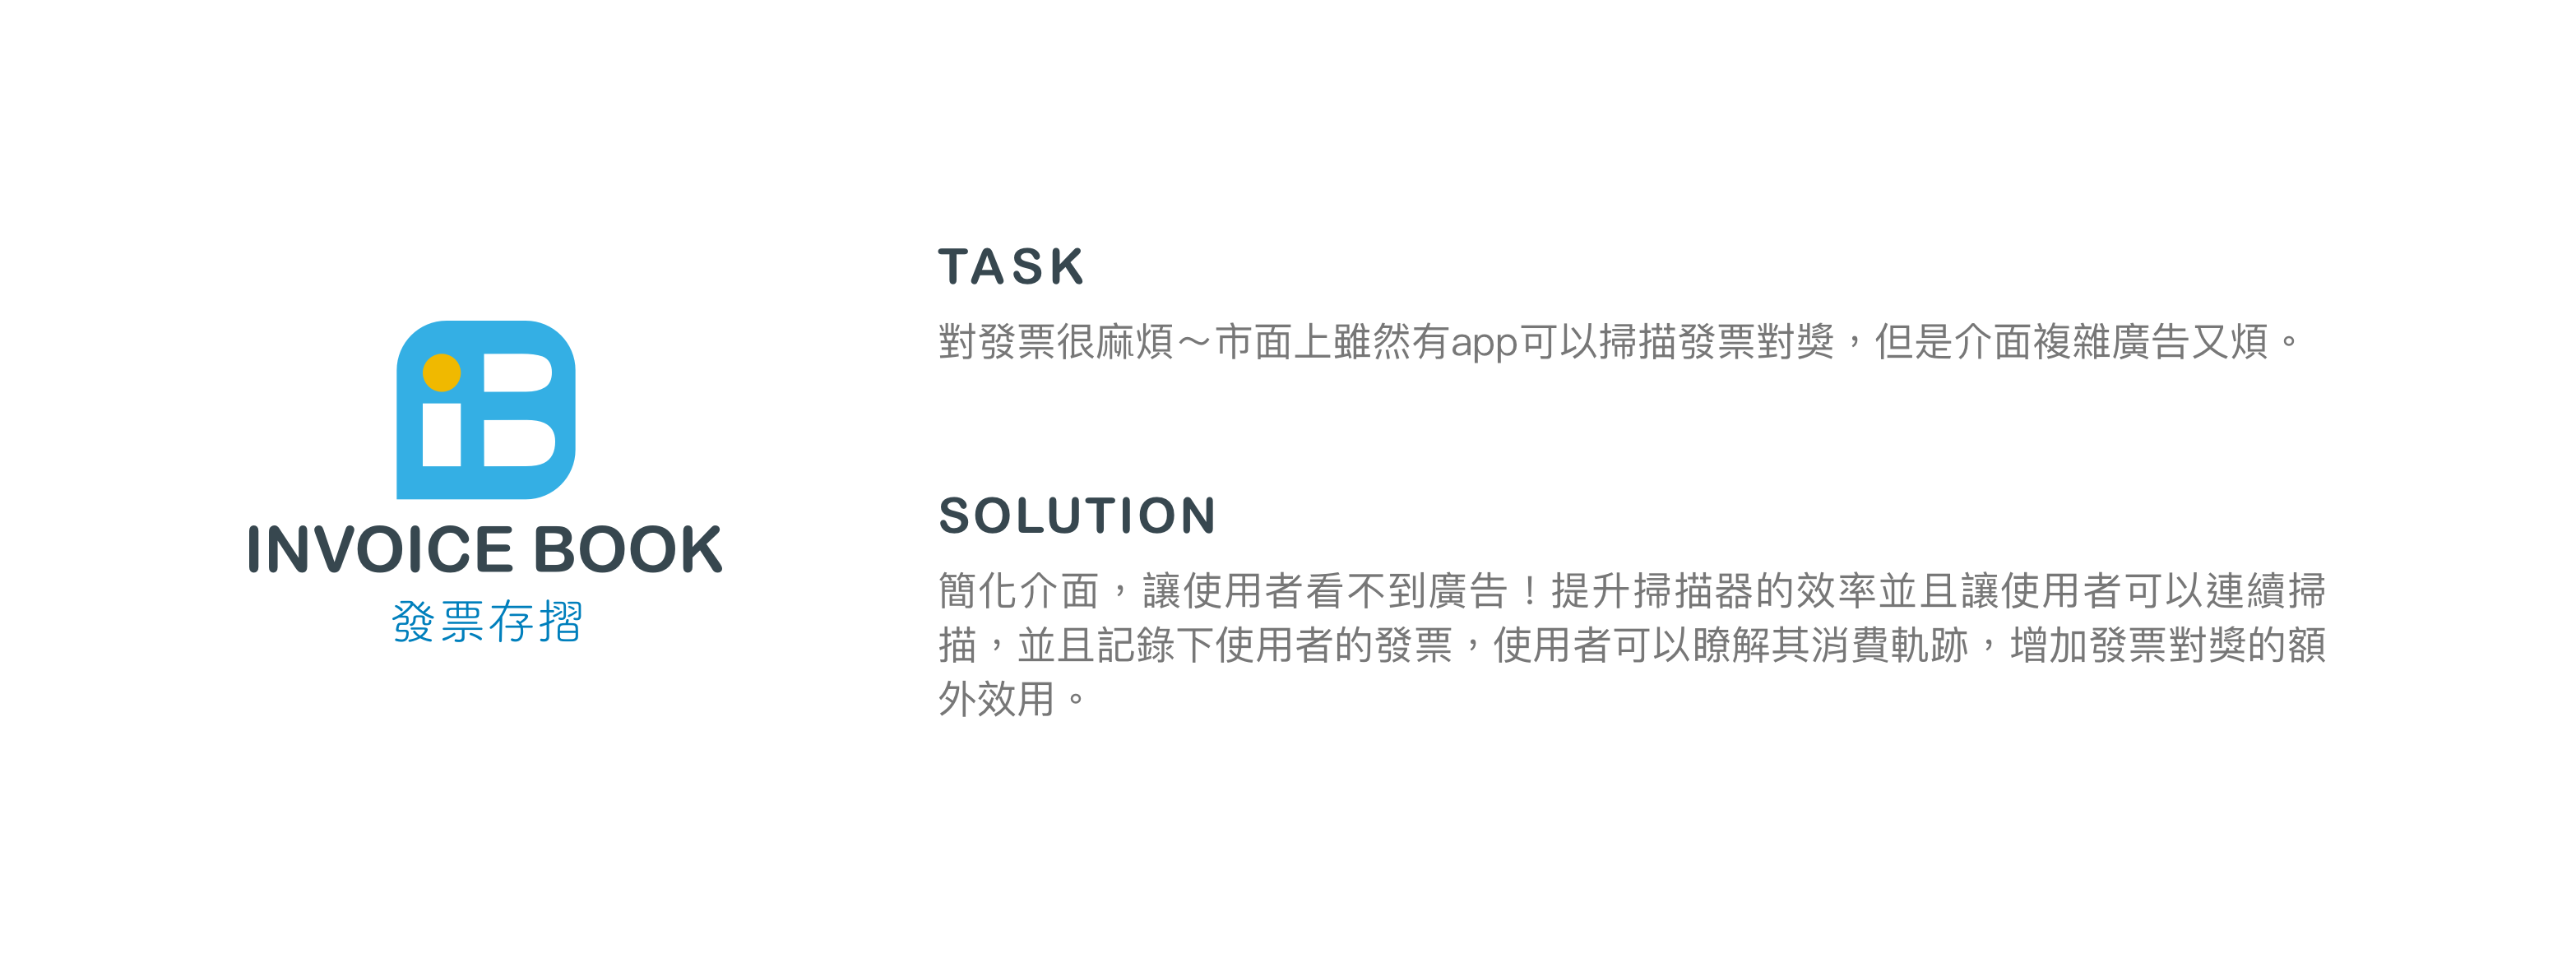 iB
INVOICE BOOK
發票存摺
TASK
對發票很麻煩～市面上雖然有app可以掃描發票對獎，但是介面複雜廣告又煩。
SOLUTION
簡化介面，讓使用者看不到廣告！提升掃描器的效率並且讓使用者可以連續掃
描，並且記錄下使用者的發票，使用者可以瞭解其消費軌跡，增加發票對獎的額
外效用。